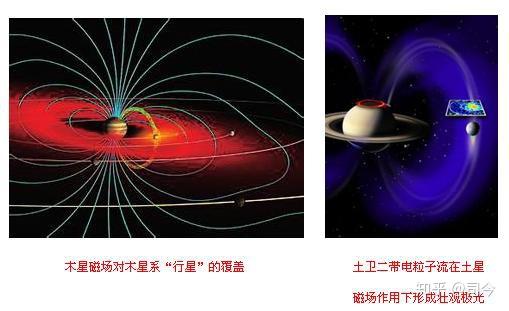 木星磁场对木星系“行星”的覆盖
土卫二带电粒子流在土星
磁场作用下形成壮观极光
知乎 @司今